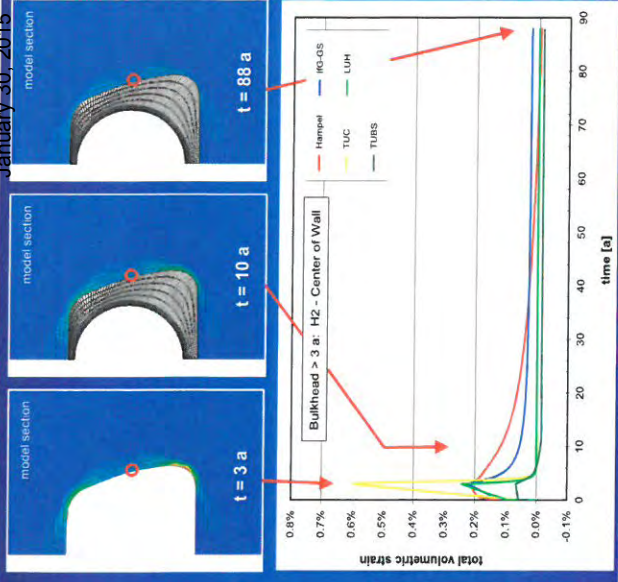 January 30, 2015
model section
t = 3 a
model section
t = 10 a
model section
t = 88 a
Bulkhead > 3 a: H2 - Center of Wall
Hampel
IfG-GS
TUC
LUH
TUBS
total volumetric strain
0.8%
0.7%
0.6%
0.5%
0.4%
0.3%
0.2%
0.1%
0.0%
-0.1%
0
10
20
30
40
50
60
70
80
90
time [a]